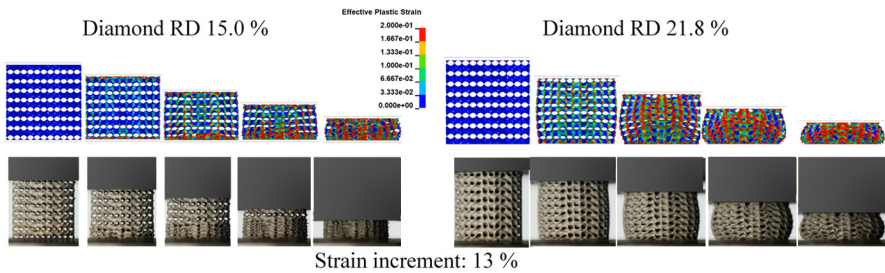 Effective Plastic Strain
Diamond RD 15.0 %
Diamond RD 21.8 %
2.000e-01
1.667e-01
1.333e-01
1.000e-01
6.667e-02
3.333e-02
0.000e+00
Strain increment: 13 %